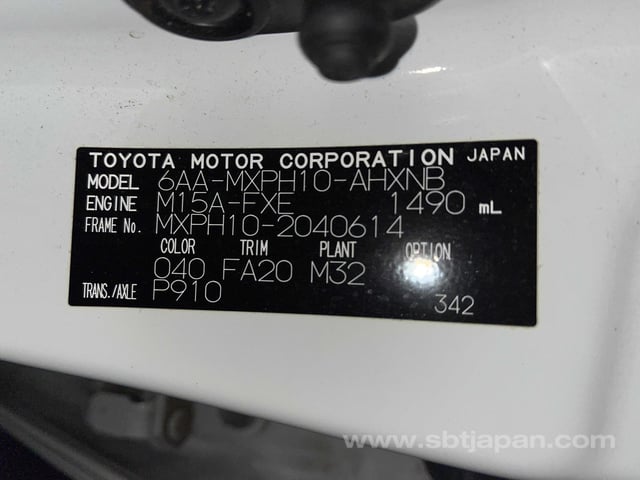 TOYOTA MOTOR CORPORATION JAPAN
MODEL 6AA-MXPH10-AHXNB
ENGINE M15A-FXE 1490 mL
FRAME No. MXPH10-2040614
COLOR TRIM PLANT OPTION
040 FA20 M32
TRANS./AXLE P910 342
www.sbtjapan.com